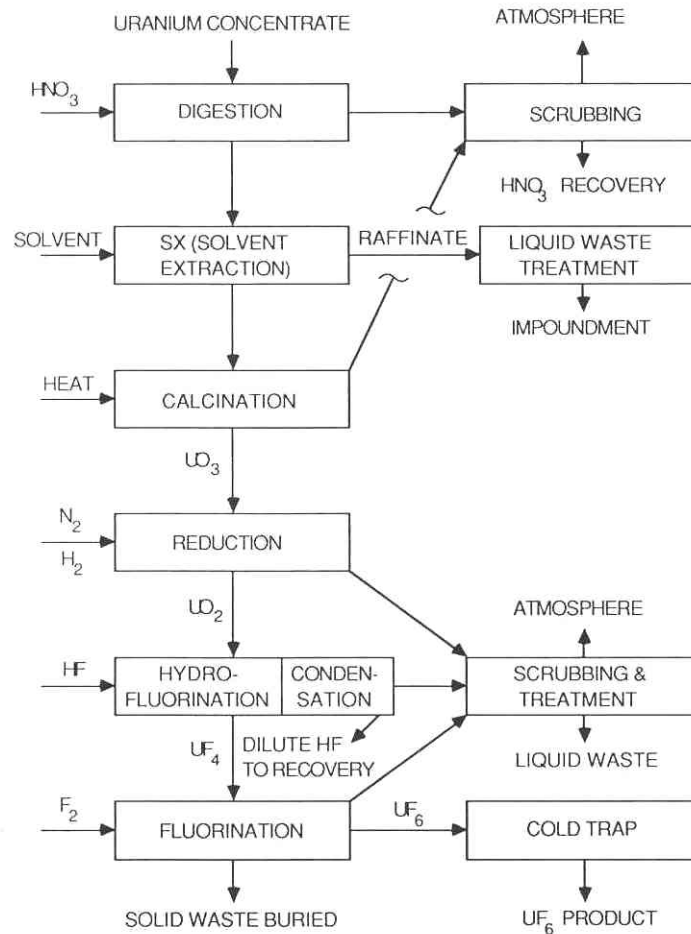 URANIUM CONCENTRATE
ATMOSPHERE
HNO₃
DIGESTION
SCRUBBING
HNO₃ RECOVERY
SOLVENT
SX (SOLVENT
EXTRACTION)
RAFFINATE
LIQUID WASTE
TREATMENT
IMPOUNDMENT
HEAT
CALCINATION
UO₃
N₂
H₂
REDUCTION
UO₂
ATMOSPHERE
HF
HYDRO-
FLUORINATION
CONDEN-
SATION
SCRUBBING &
TREATMENT
UF₄
DILUTE HF
TO RECOVERY
LIQUID WASTE
F₂
FLUORINATION
UF₆
COLD TRAP
SOLID WASTE BURIED
UF₆ PRODUCT